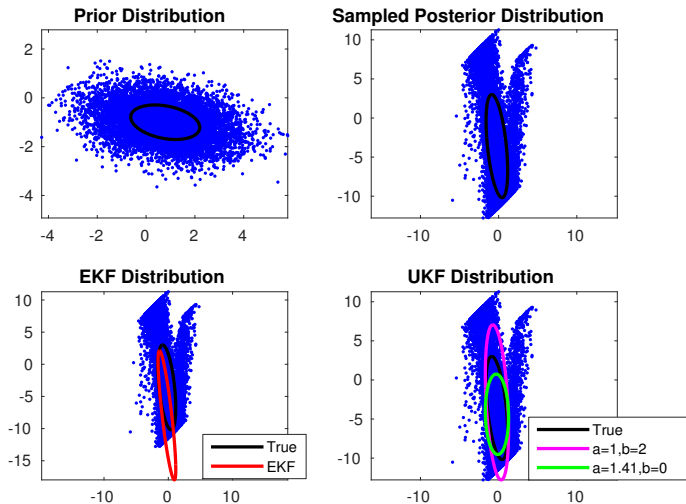 Prior Distribution
2
0
-2
-4
-4 -2 0 2 4
Sampled Posterior Distribution
10
5
0
-5
-10
-10 0 10
EKF Distribution
10
5
0
-5
-10
-15
-10 0 10
True
EKF
UKF Distribution
10
5
0
-5
-10
-10 0
True
a=1,b=2
a=1.41,b=0